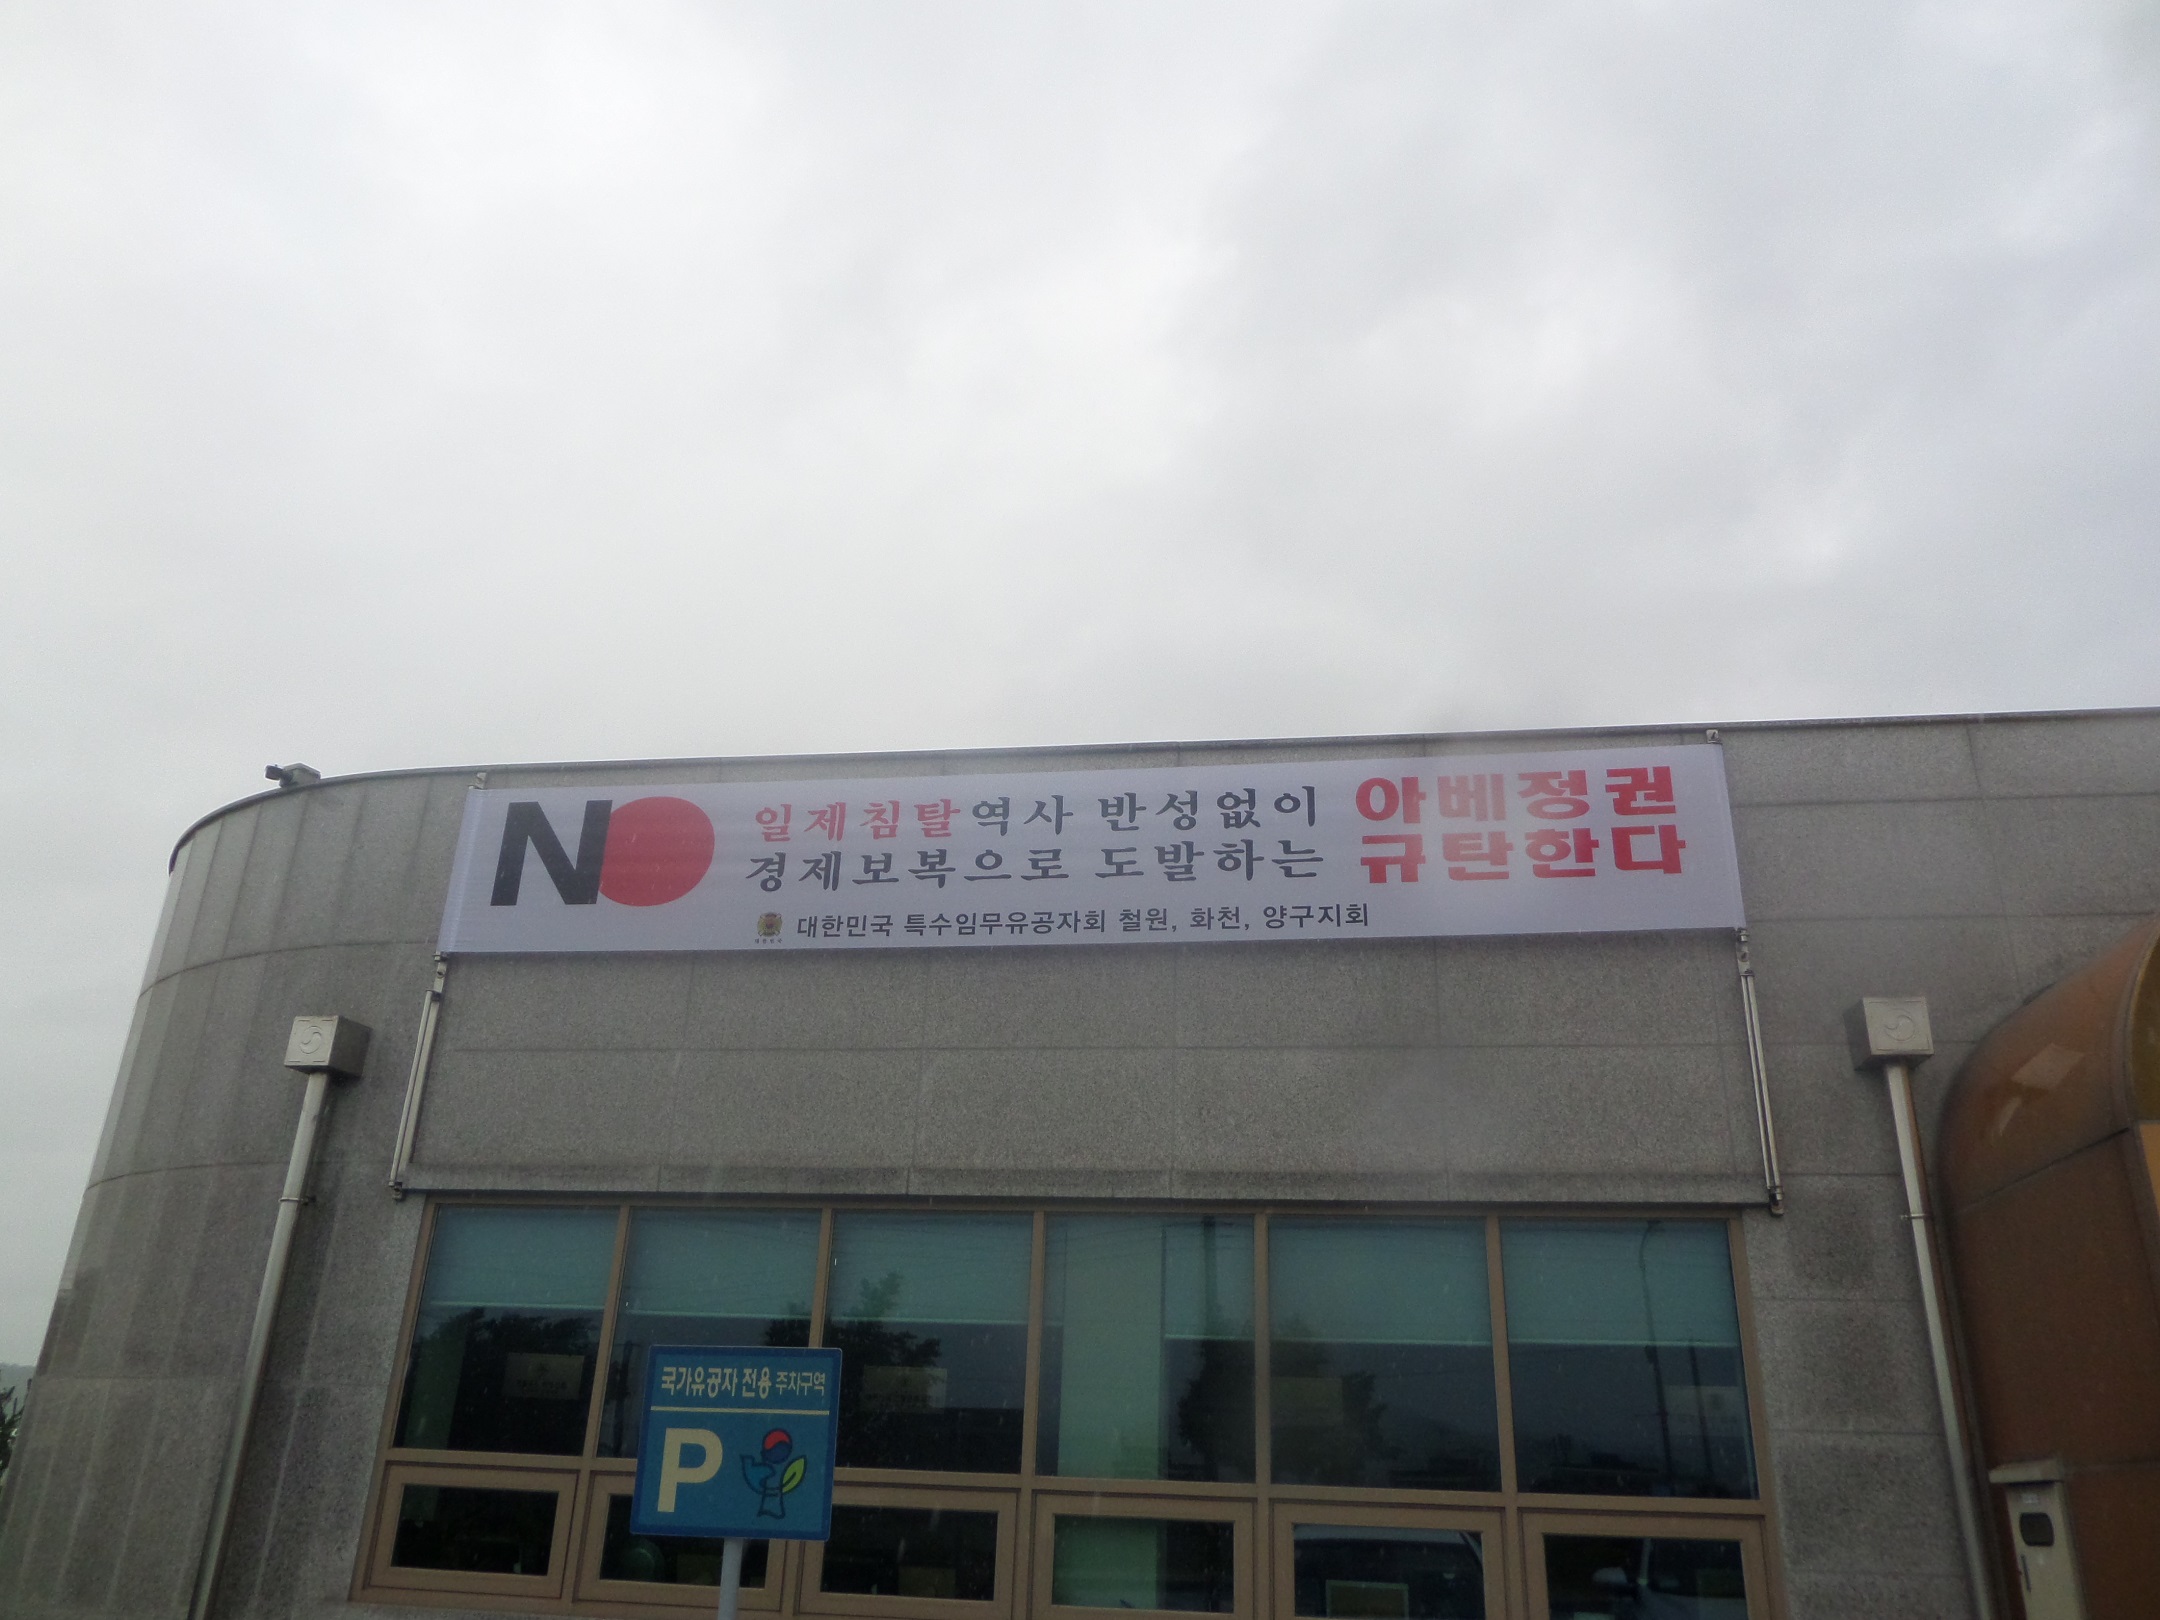 NO
일제침탈역사 반성없이
경제보복으로 도발하는
아베정권
규탄한다
대한민국 특수임무유공자회 철원, 화천, 양구지회
국가유공자 전용 주차구역
P